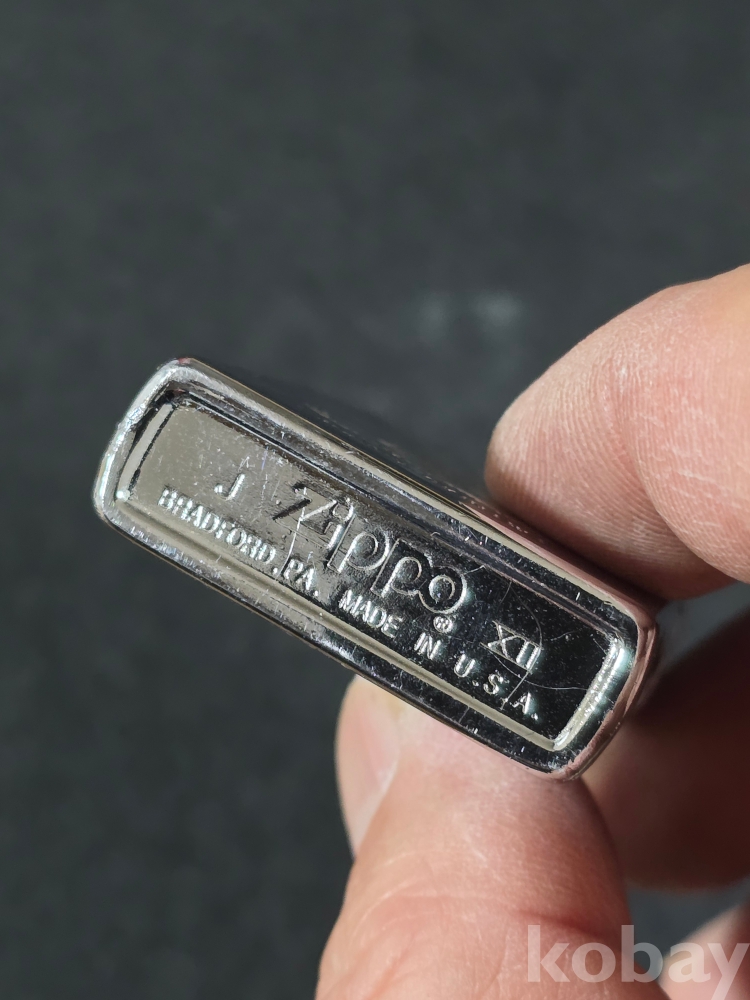 J Zippo® XII
BRADFORD,PA. MADE IN U.S.A.
kobay